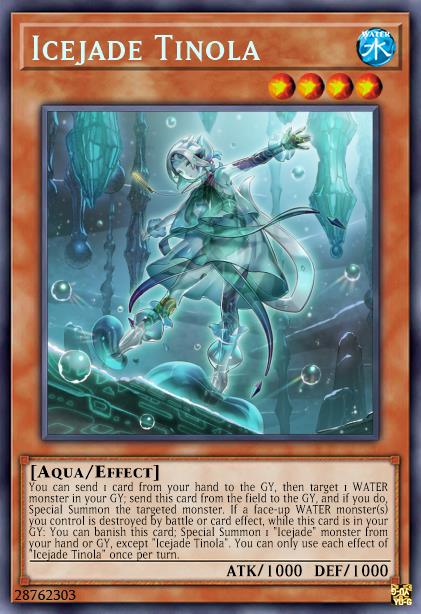 Icejade Tinola
WATER
水
[Aqua/Effect]
You can send 1 card from your hand to the GY, then target 1 WATER
monster in your GY; send this card from the field to the GY, and if you do,
Special Summon the targeted monster. If a face-up WATER monster(s)
you control is destroyed by battle or card effect, while this card is in your
GY: You can banish this card; Special Summon 1 "Icejade" monster from
your hand or GY, except "Icejade Tinola". You can only use each effect of
"Icejade Tinola" once per turn.
ATK/1000 DEF/1000
28762303